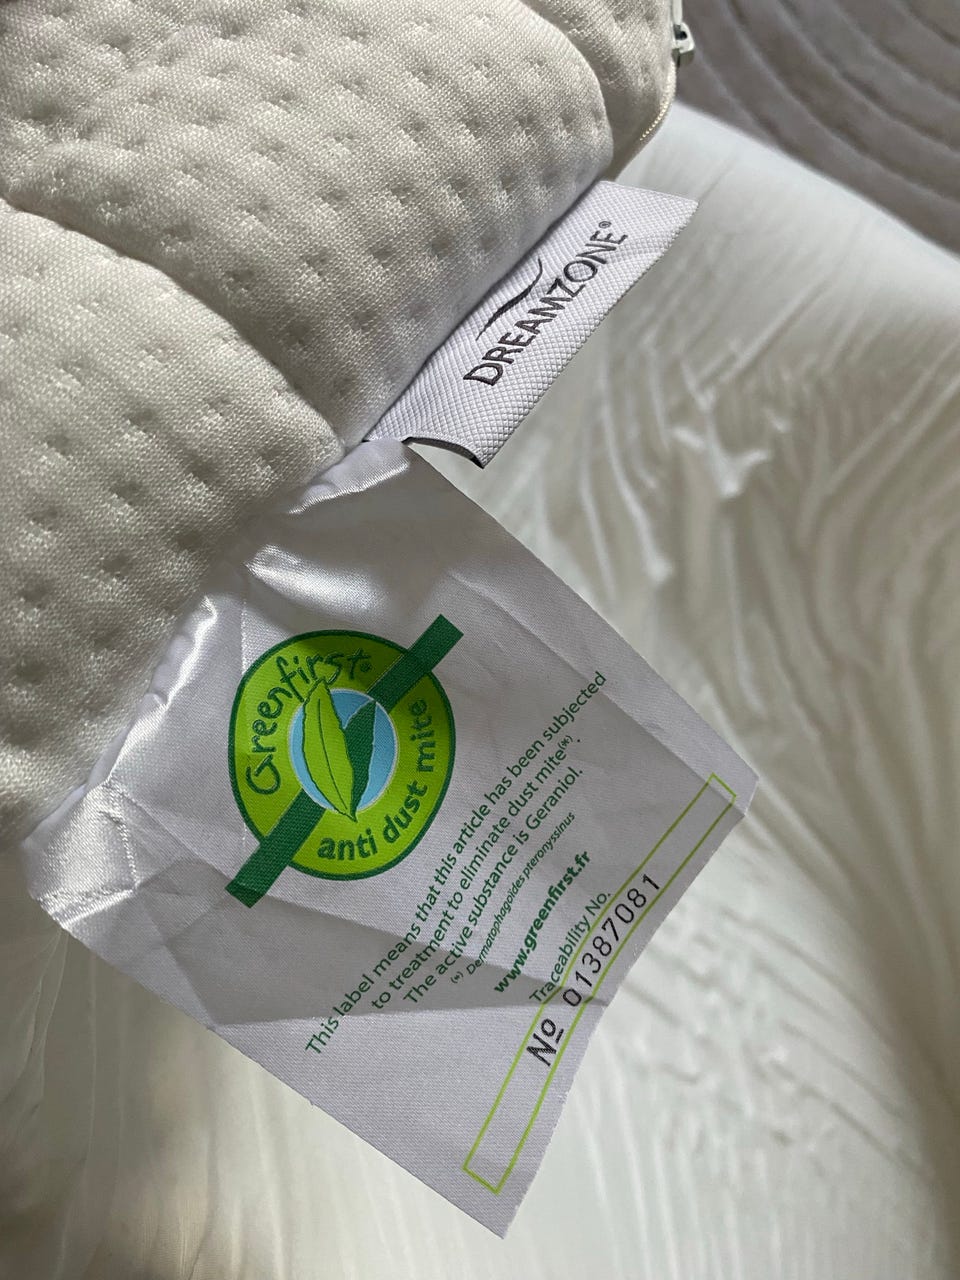 DREAMZONE®
Greenfirst®
anti dust mite
This label means that this article has been subjected
to treatment to eliminate dust mite(*).
The active substance is Geraniol.
(*) Dermatophagoïdes pteronyssinus
www.greenfirst.fr
Traceability No.
Nº 01387081